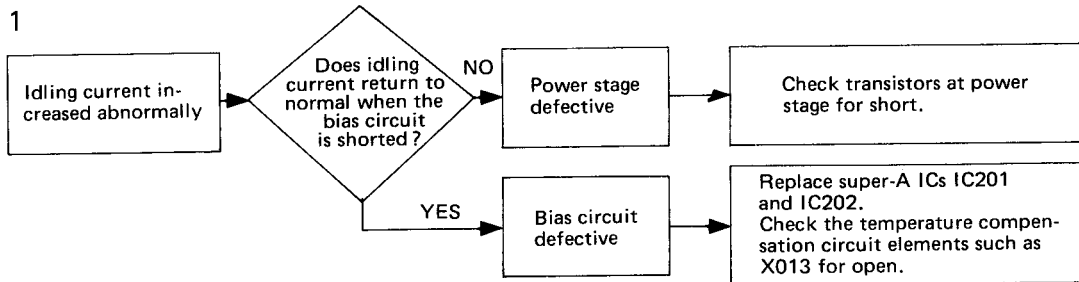 1
Idling current in-
creased abnormally
Does idling
current return to
normal when the
bias circuit
is shorted?
NO
Power stage
defective
Check transistors at power
stage for short.
YES
Bias circuit
defective
Replace super-A ICs IC201
and IC202.
Check the temperature compen-
sation circuit elements such as
X013 for open.